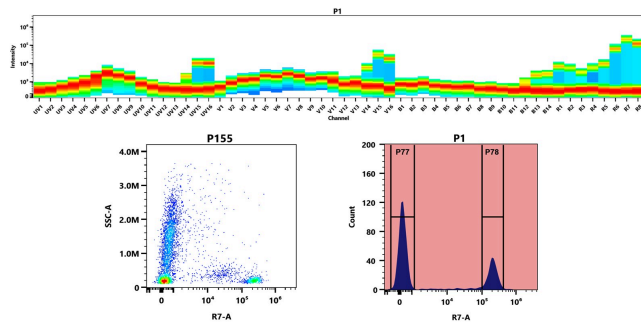 P1
Intensity
10⁶
10⁵
10⁴
10³
0
UV1 UV2 UV3 UV4 UV5 UV6 UV7 UV8 UV9 UV10 UV11 UV12 UV13 UV14 UV15 UV16 V1 V2 V3 V4 V5 V6 V7 V8 V9 V10 V11 V12 V13 V14 V15 V16 B1 B2 B3 B4 B5 B6 B7 B8 B9 B10 B11 B12 B13 B14 R1 R2 R3 R4 R5 R6 R7 R8
Channel
P155
4.0M
3.0M
2.0M
1.0M
0
SSC-A
0 10⁴ 10⁵ 10⁶
R7-A
P1
200
160
120
80
40
0
Count
P77 P78
0 10⁴ 10⁵ 10⁶
R7-A